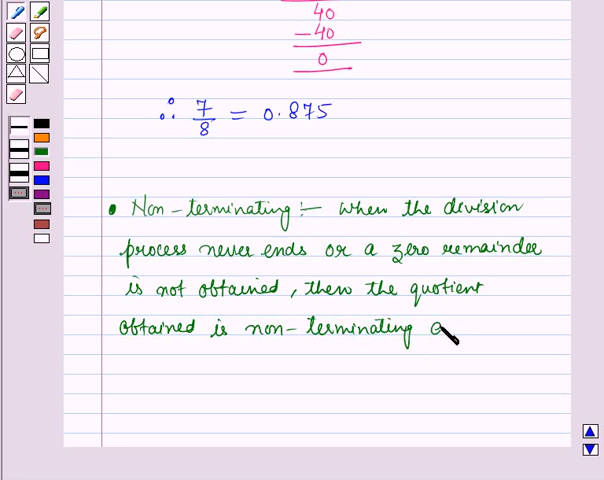 40
-40
0
∴ 7/8 = 0.875
• Non-terminating :- when the division
process never ends or a zero remainder
is not obtained, then the quotient
obtained is non-terminating